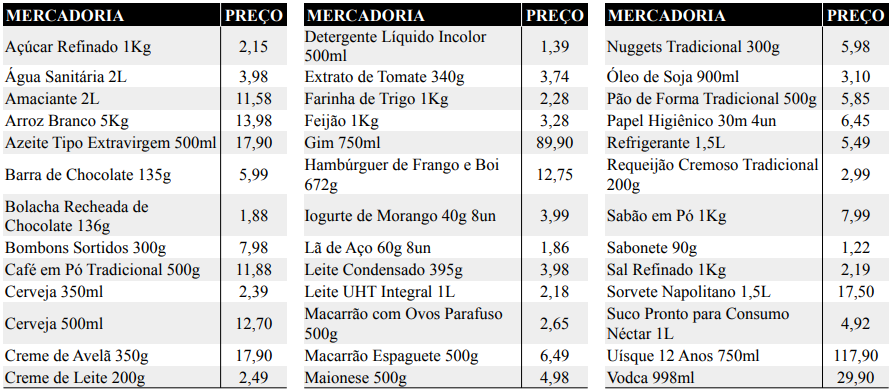 MERCADORIA PREÇO
Açúcar Refinado 1Kg 2,15
Água Sanitária 2L 3,98
Amaciante 2L 11,58
Arroz Branco 5Kg 13,98
Azeite Tipo Extravirgem 500ml 17,90
Barra de Chocolate 135g 5,99
Bolacha Recheada de
Chocolate 136g 1,88
Bombons Sortidos 300g 7,98
Café em Pó Tradicional 500g 11,88
Cerveja 350ml 2,39
Cerveja 500ml 12,70
Creme de Avelã 350g 17,90
Creme de Leite 200g 2,49
MERCADORIA PREÇO
Detergente Líquido Incolor
500ml 1,39
Extrato de Tomate 340g 3,74
Farinha de Trigo 1Kg 2,28
Feijão 1Kg 3,28
Gim 750ml 89,90
Hambúrguer de Frango e Boi
672g 12,75
Iogurte de Morango 40g 8un 3,99
Lã de Aço 60g 8un 1,86
Leite Condensado 395g 3,98
Leite UHT Integral 1L 2,18
Macarrão com Ovos Parafuso
500g 2,65
Macarrão Espaguete 500g 6,49
Maionese 500g 4,98
MERCADORIA PREÇO
Nuggets Tradicional 300g 5,98
Óleo de Soja 900ml 3,10
Pão de Forma Tradicional 500g 5,85
Papel Higiênico 30m 4un 6,45
Refrigerante 1,5L 5,49
Requeijão Cremoso Tradicional
200g 2,99
Sabão em Pó 1Kg 7,99
Sabonete 90g 1,22
Sal Refinado 1Kg 2,19
Sorvete Napolitano 1,5L 17,50
Suco Pronto para Consumo
Néctar 1L 4,92
Uísque 12 Anos 750ml 117,90
Vodca 998ml 29,90